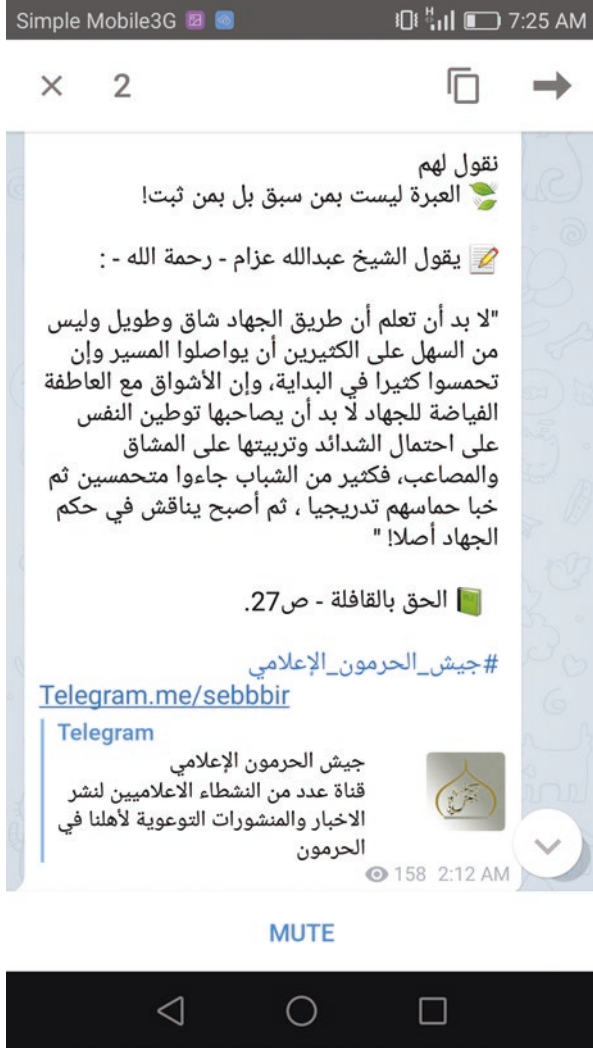 Simple Mobile3G
7:25 AM
2
نقول لهم
🍃 العبرة ليست بمن سبق بل بمن ثبت!
📝 يقول الشيخ عبدالله عزام - رحمة الله - :
"لا بد أن تعلم أن طريق الجهاد شاق وطويل وليس
من السهل على الكثيرين أن يواصلوا المسير وإن
تحمسوا كثيرا في البداية، وإن الأشواق مع العاطفة
الفياضة للجهاد لا بد أن يصاحبها توطين النفس
على احتمال الشدائد وتربيتها على المشاق
والمصاعب، فكثير من الشباب جاءوا متحمسين ثم
خبا حماسهم تدريجيا ، ثم أصبح يناقش في حكم
الجهاد أصلا! "
📗 الحق بالقافلة - ص27.
#جيش_الحرمون_الإعلامي
Telegram.me/sebbbir
Telegram
جيش الحرمون الإعلامي
قناة عدد من النشطاء الاعلاميين لنشر
الاخبار والمنشورات التوعوية لأهلنا في
الحرمون
158 2:12 AM
MUTE